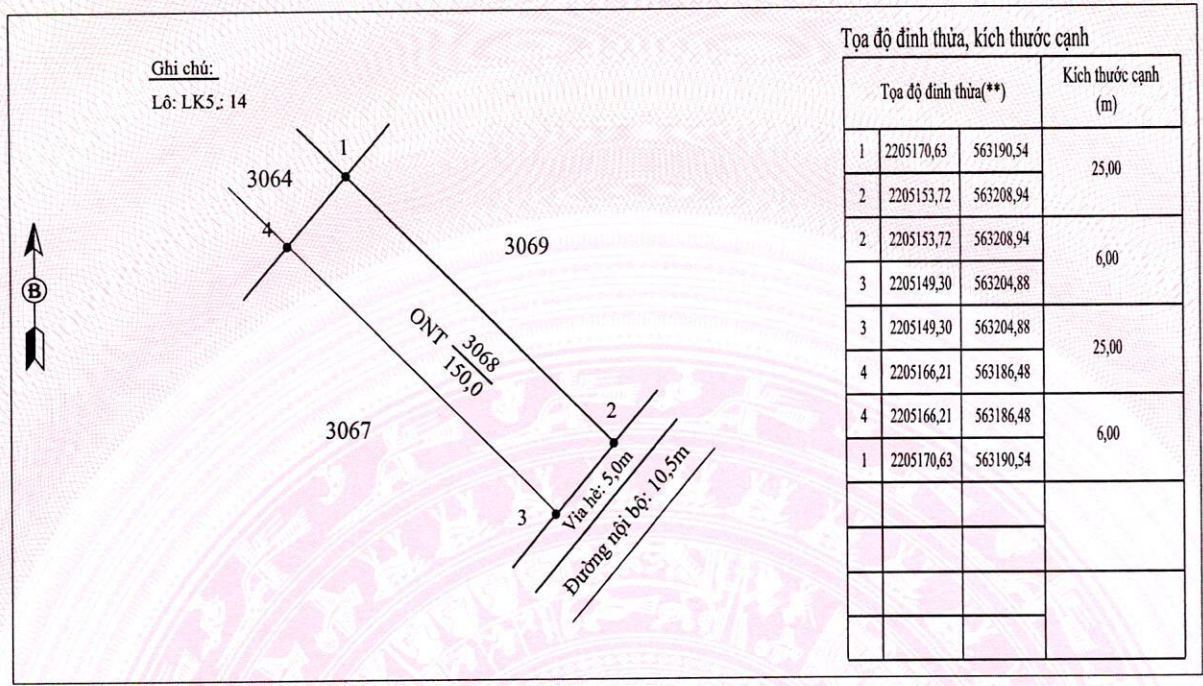 Ghi chú:
Lô: LK5,: 14
1
3064
4
3069
B
ONT 3068
150,0
3067
2
3
Vỉa hè: 5,0m
Đường nội bộ: 10,5m
Tọa độ đỉnh thửa, kích thước cạnh
Tọa độ đỉnh thửa(**) Kích thước cạnh
(m)
1 2205170,63 563190,54
25,00
2 2205153,72 563208,94
2 2205153,72 563208,94
6,00
3 2205149,30 563204,88
3 2205149,30 563204,88
25,00
4 2205166,21 563186,48
4 2205166,21 563186,48
6,00
1 2205170,63 563190,54